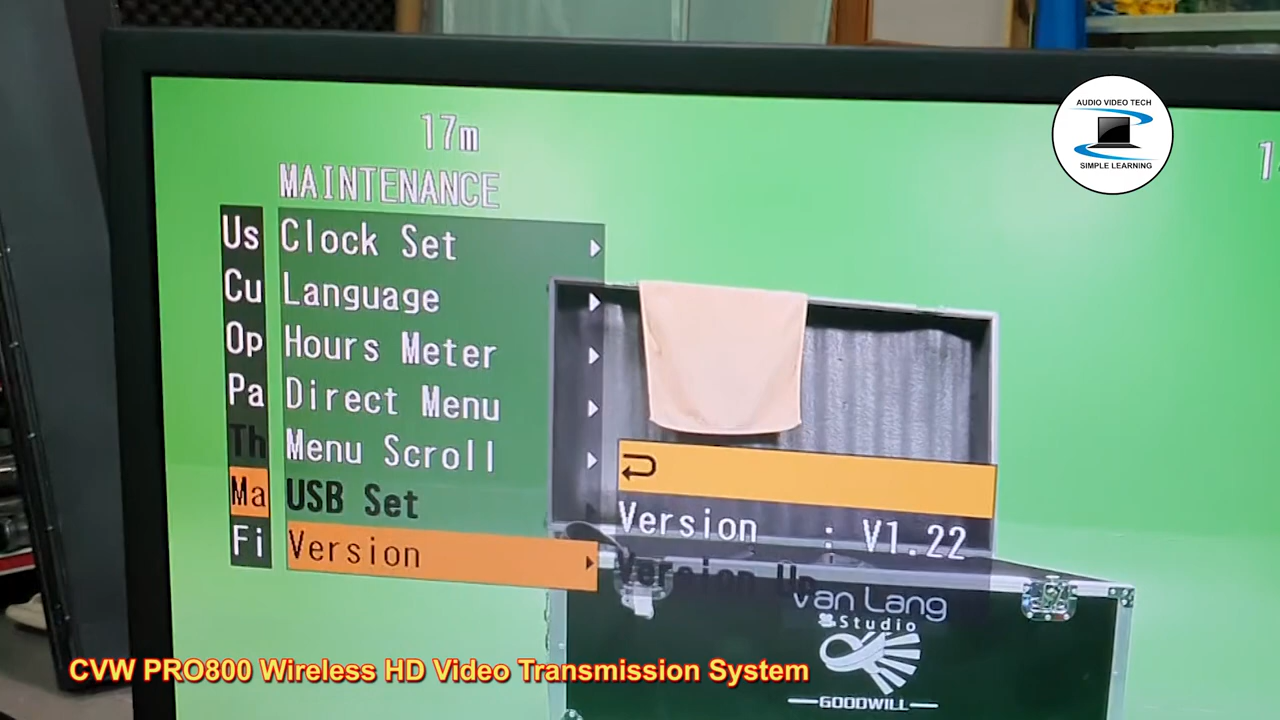 AUDIO VIDEO TECH
SIMPLE LEARNING
17m
MAINTENANCE
Us
Cu
Op
Pa
Th
Ma
Fi
Clock Set
Language
Hours Meter
Direct Menu
Menu Scroll
USB Set
Version
Version : V1.22
Version Up
Van Lang
Studio
GOODWILL
CVW PRO800 Wireless HD Video Transmission System